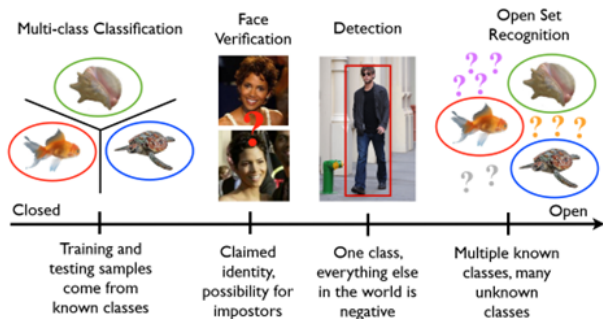 Multi-class Classification
Face
Verification
Detection
Open Set
Recognition
? ?
? ? ?
?
? ? ?
? ?
Closed
Open
Training and
testing samples
come from
known classes
Claimed
identity,
possibility for
impostors
One class,
everything else
in the world is
negative
Multiple known
classes, many
unknown
classes